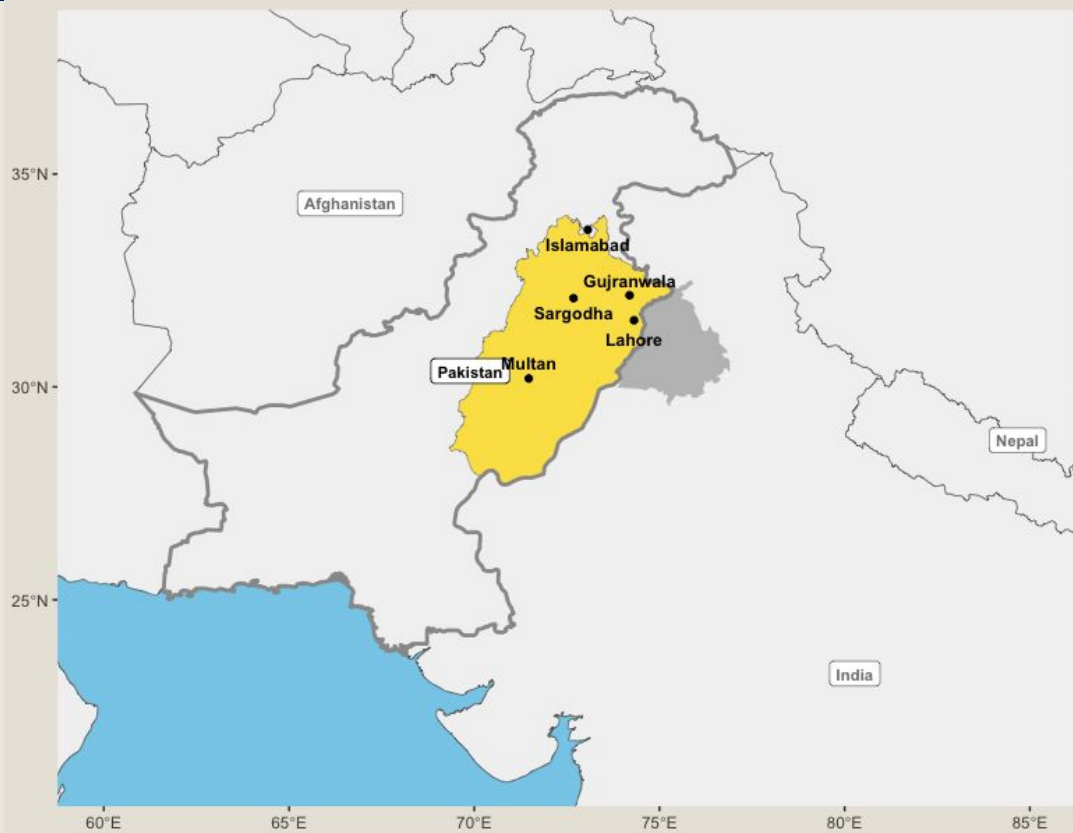 35°N
Afghanistan
Islamabad
Gujranwala
Sargodha
Lahore
Multan
Pakistan
30°N
Nepal
25°N
India
60°E
65°E
70°E
75°E
80°E
85°E